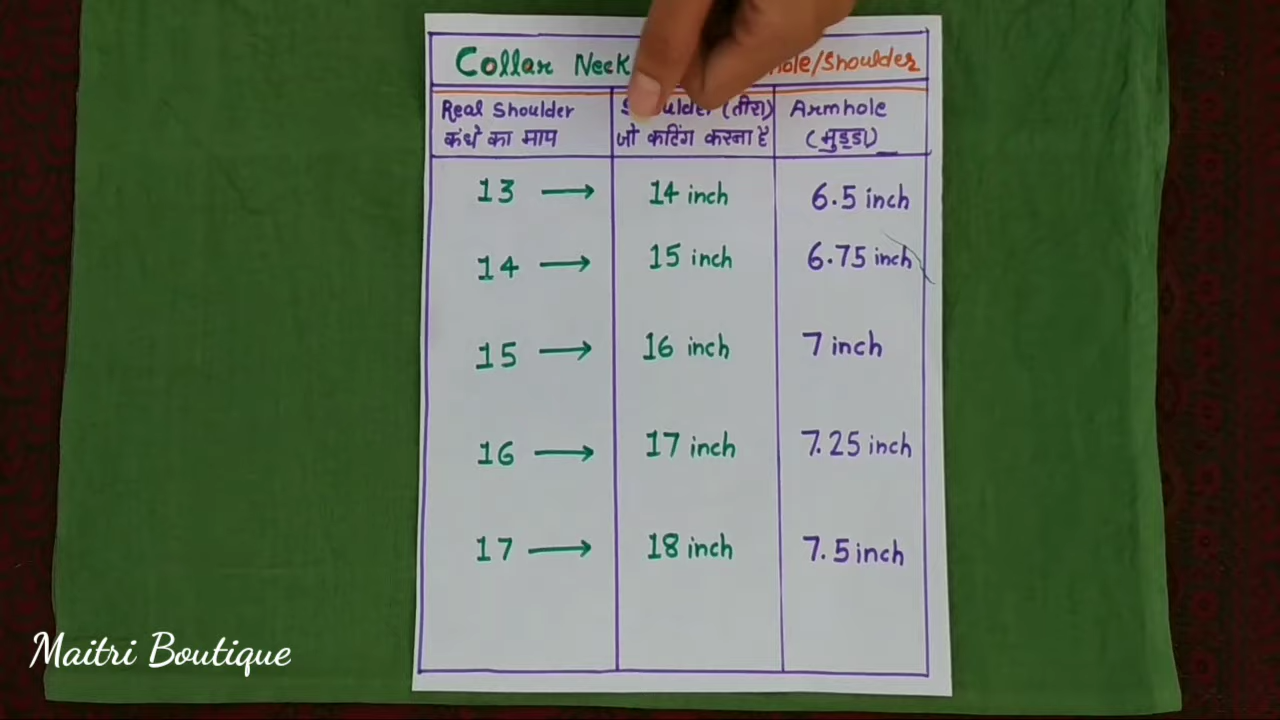 Collar Neck /Shoulder
Real Shoulder
कंधे का माप
Shoulder (तीरा)
जो कटिंग करना है
Armhole
(मुड्डा)
13 → 14 inch 6.5 inch
14 → 15 inch 6.75 inch
15 → 16 inch 7 inch
16 → 17 inch 7.25 inch
17 → 18 inch 7.5 inch
Maitri Boutique